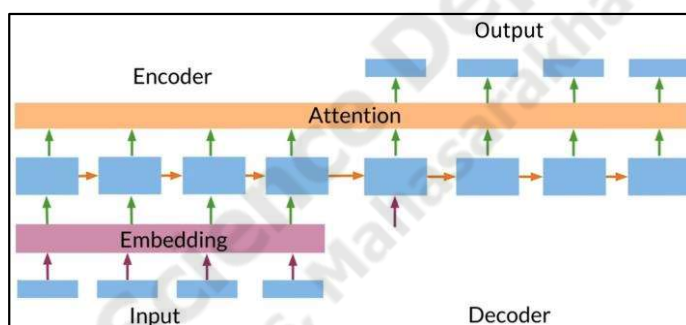 Output
Encoder
Attention
Embedding
Input
Decoder